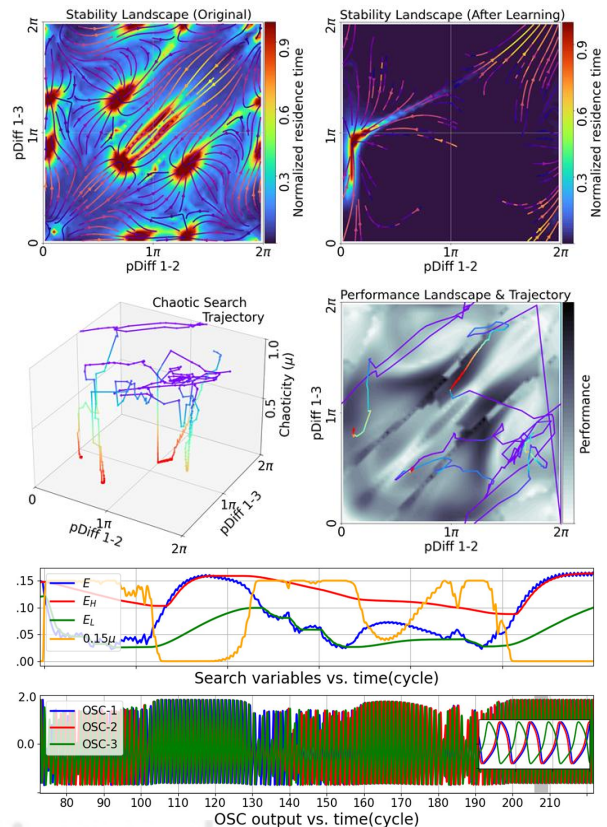 Stability Landscape (Original)
Stability Landscape (After Learning)
2π
1π
0
pDiff 1-3
0 1π 2π
pDiff 1-2
0.9
0.6
0.3
Normalized residence time
2π
1π
0
0 1π 2π
pDiff 1-2
0.9
0.6
0.3
Normalized residence time
Chaotic Search
Trajectory
1.0
0.5
Chaoticity (μ)
0
1π
2π
pDiff 1-2
1π
2π
pDiff 1-3
Performance Landscape & Trajectory
2π
1π
0
pDiff 1-3
0 1π 2π
pDiff 1-2
Performance
.15
.10
.05
.00
E
E_H
E_L
0.15μ
Search variables vs. time(cycle)
2.0
0.0
OSC-1
OSC-2
OSC-3
80 90 100 110 120 130 140 150 160 170 180 190 200 210
OSC output vs. time(cycle)